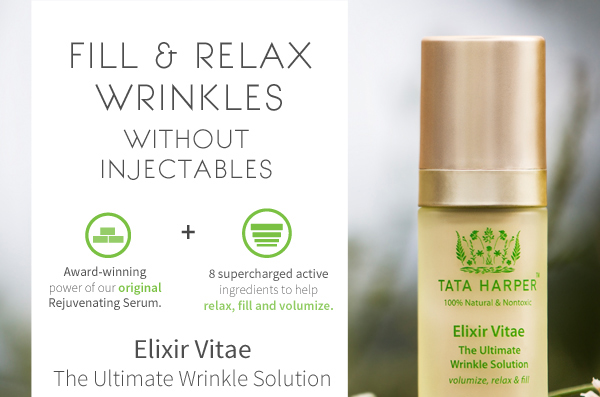 FILL & RELAX
WRINKLES
WITHOUT
INJECTABLES
+
Award-winning
power of our original
Rejuvenating Serum.
8 supercharged active
ingredients to help
relax, fill and volumize.
Elixir Vitae
The Ultimate Wrinkle Solution
TATA HARPER™
100% Natural & Nontoxic
Elixir Vitae
The Ultimate
Wrinkle Solution
volumize, relax & fill